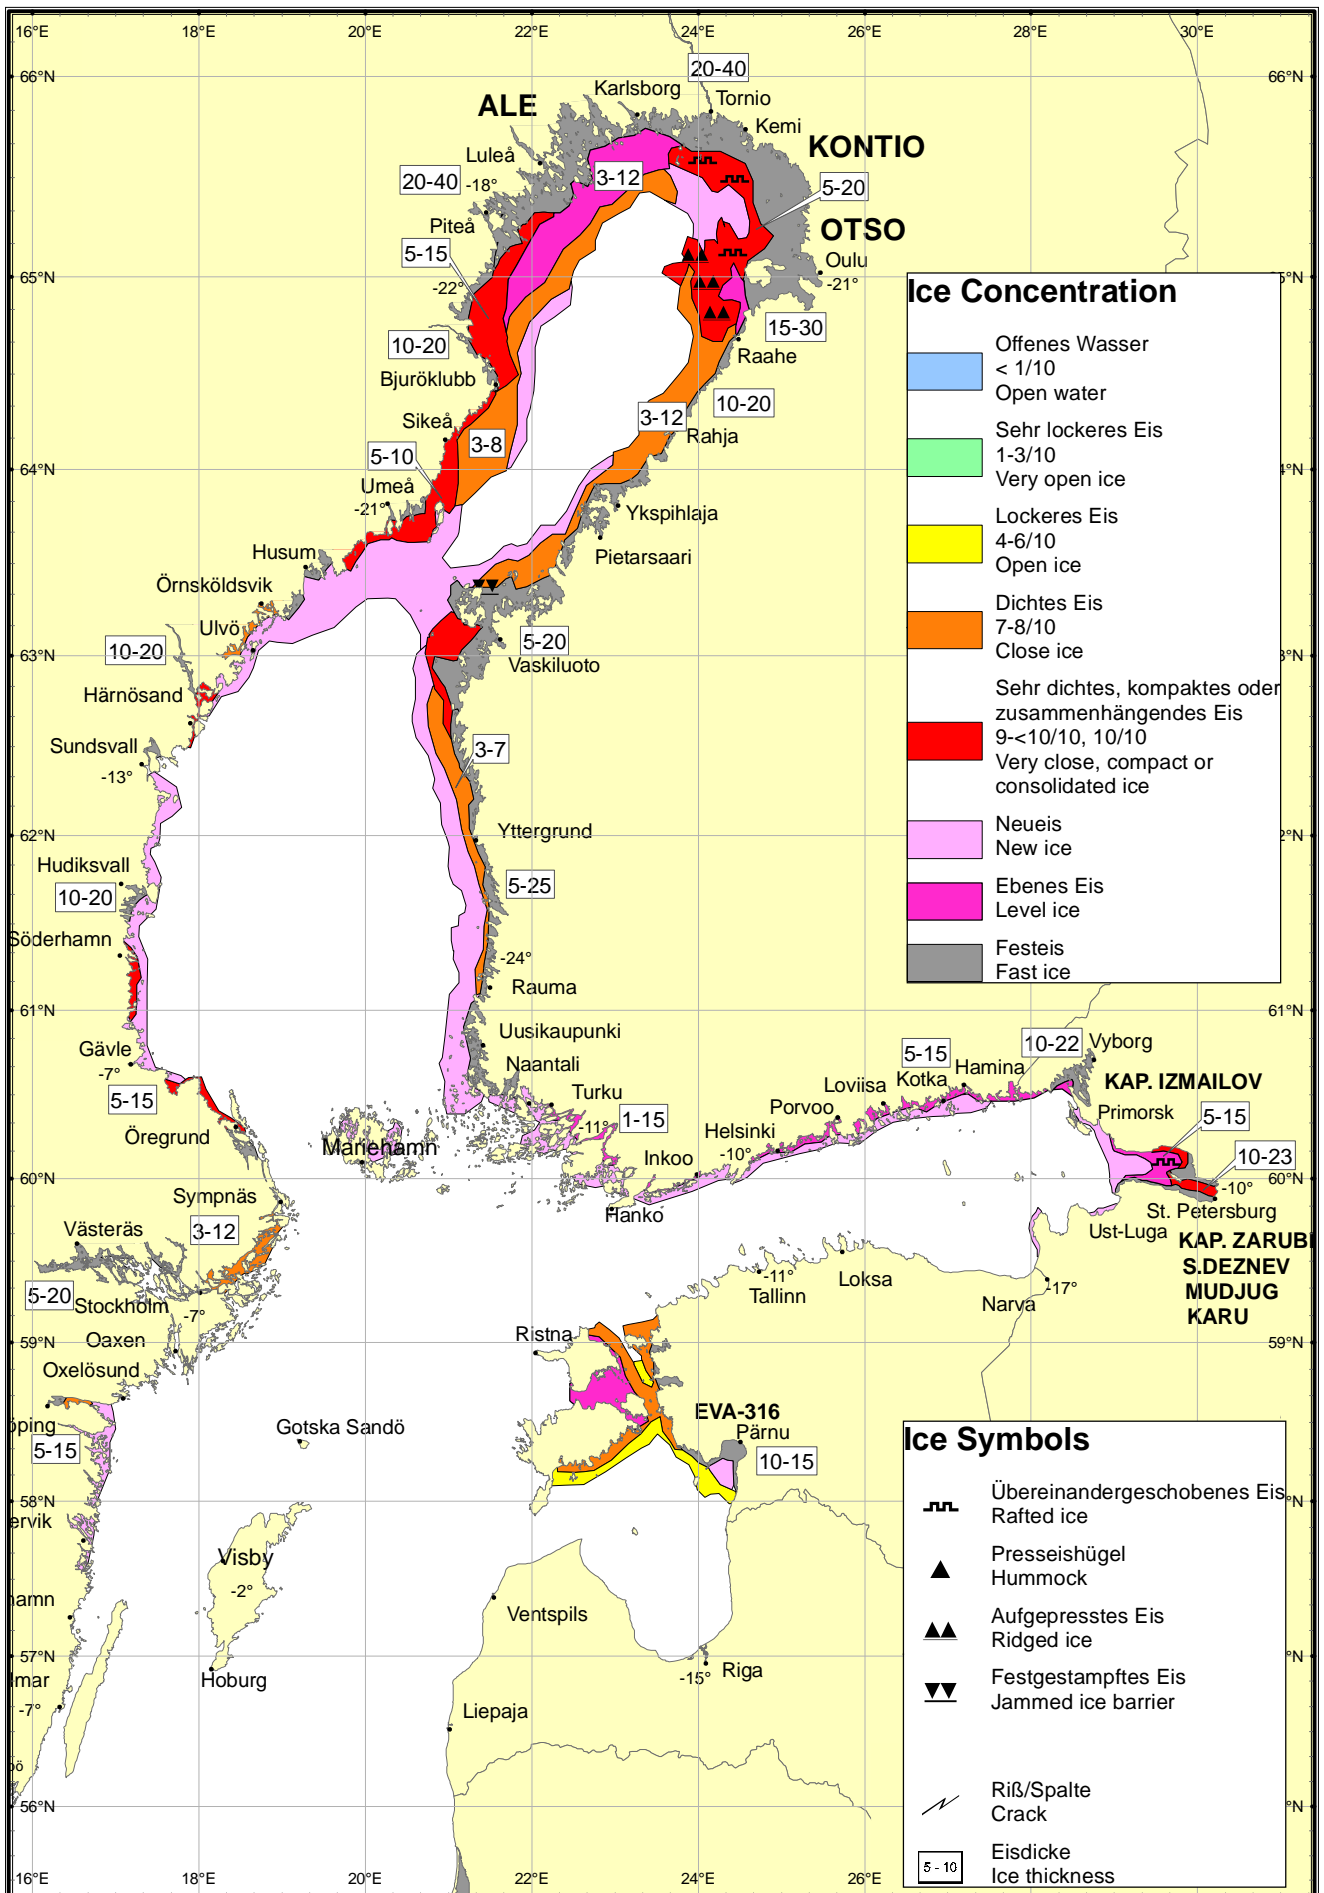 16°E 18°E 20°E 22°E 24°E 26°E 28°E 30°E
66°N 66°N
20-40
Karlsborg
Tornio
ALE
Kemi
KONTIO
Luleå
3-12
20-40
-18°
5-20
Piteå
OTSO
5-15
Oulu
65°N
-21°
-22°
15-30
10-20
Raahe
Bjuröklubb
10-20
3-12
Sikeå
Rahja
3-8
5-10
64°N
Umeå
-21°
Ykspihlaja
Husum
Pietarsaari
Örnsköldsvik
Ulvö
10-20
5-20
63°N
Vaskiluoto
Härnösand
Sundsvall
3-7
-13°
Yttergrund
62°N
Hudiksvall
5-25
10-20
Söderhamn
-24°
Rauma
61°N 61°N
Uusikaupunki
Gävle
-7°
Naantali
5-15
Turku
-11°
1-15
Öregrund
Mariehamn
Helsinki
-10°
Inkoo
Porvoo
Loviisa
Kotka
5-15
Hamina
10-22
Vyborg
KAP. IZMAILOV
Primorsk
5-15
10-23
60°N 60°N
-10°
St. Petersburg
Ust-Luga
Sympnäs
Hanko
Västerås
3-12
KAP. ZARUBI
S.DEZNEV
MUDJUG
KARU
5-20
Stockholm
-7°
-11°
Tallinn
Loksa
Narva
-17°
Oaxen
Ristna
59°N 59°N
Oxelösund
EVA-316
Pärnu
öping
Gotska Sandö
5-15
10-15
58°N
ervik
Visby
-2°
hamn
Ventspils
57°N
lmar
-7°
Hoburg
-15°
Riga
Liepaja
56°N
16°E 18°E 20°E 22°E 24°E 26°E 28°E 30°E
Ice Concentration
Offenes Wasser
< 1/10
Open water
Sehr lockeres Eis
1-3/10
Very open ice
Lockeres Eis
4-6/10
Open ice
Dichtes Eis
7-8/10
Close ice
Sehr dichtes, kompaktes oder
zusammenhängendes Eis
9-<10/10, 10/10
Very close, compact or
consolidated ice
Neueis
New ice
Ebenes Eis
Level ice
Festeis
Fast ice
Ice Symbols
Übereinandergeschobenes Eis
Rafted ice
Presseishügel
Hummock
Aufgepresstes Eis
Ridged ice
Festgestampftes Eis
Jammed ice barrier
Riß/Spalte
Crack
5 - 10
Eisdicke
Ice thickness